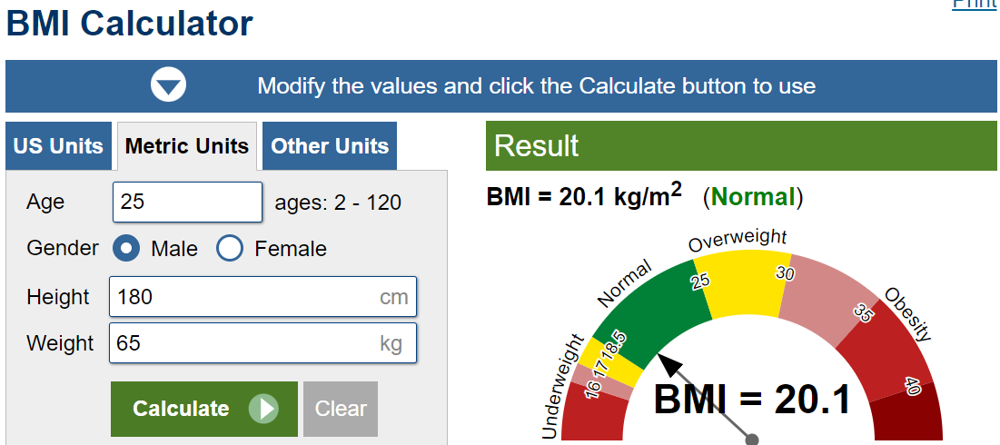 Print
BMI Calculator
Modify the values and click the Calculate button to use
US Units Metric Units Other Units
Age 25 ages: 2 - 120
Gender Male Female
Height 180 cm
Weight 65 kg
Calculate Clear
Result
BMI = 20.1 kg/m² (Normal)
Underweight
Normal
Overweight
Obesity
16
17
18.5
25
30
35
40
BMI = 20.1